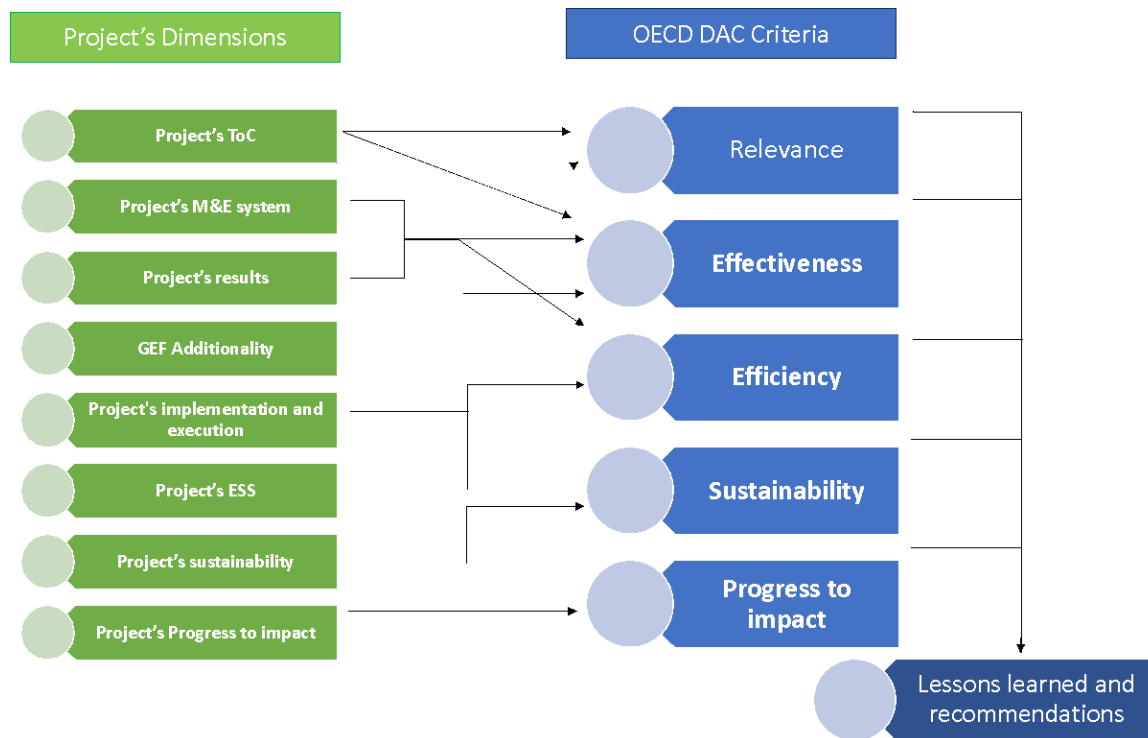 Project's Dimensions
OECD DAC Criteria
Project's ToC
Project's M&E system
Project's results
GEF Additionality
Project's implementation and
execution
Project's ESS
Project's sustainability
Project's Progress to impact
Relevance
Effectiveness
Efficiency
Sustainability
Progress to
impact
Lessons learned and
recommendations